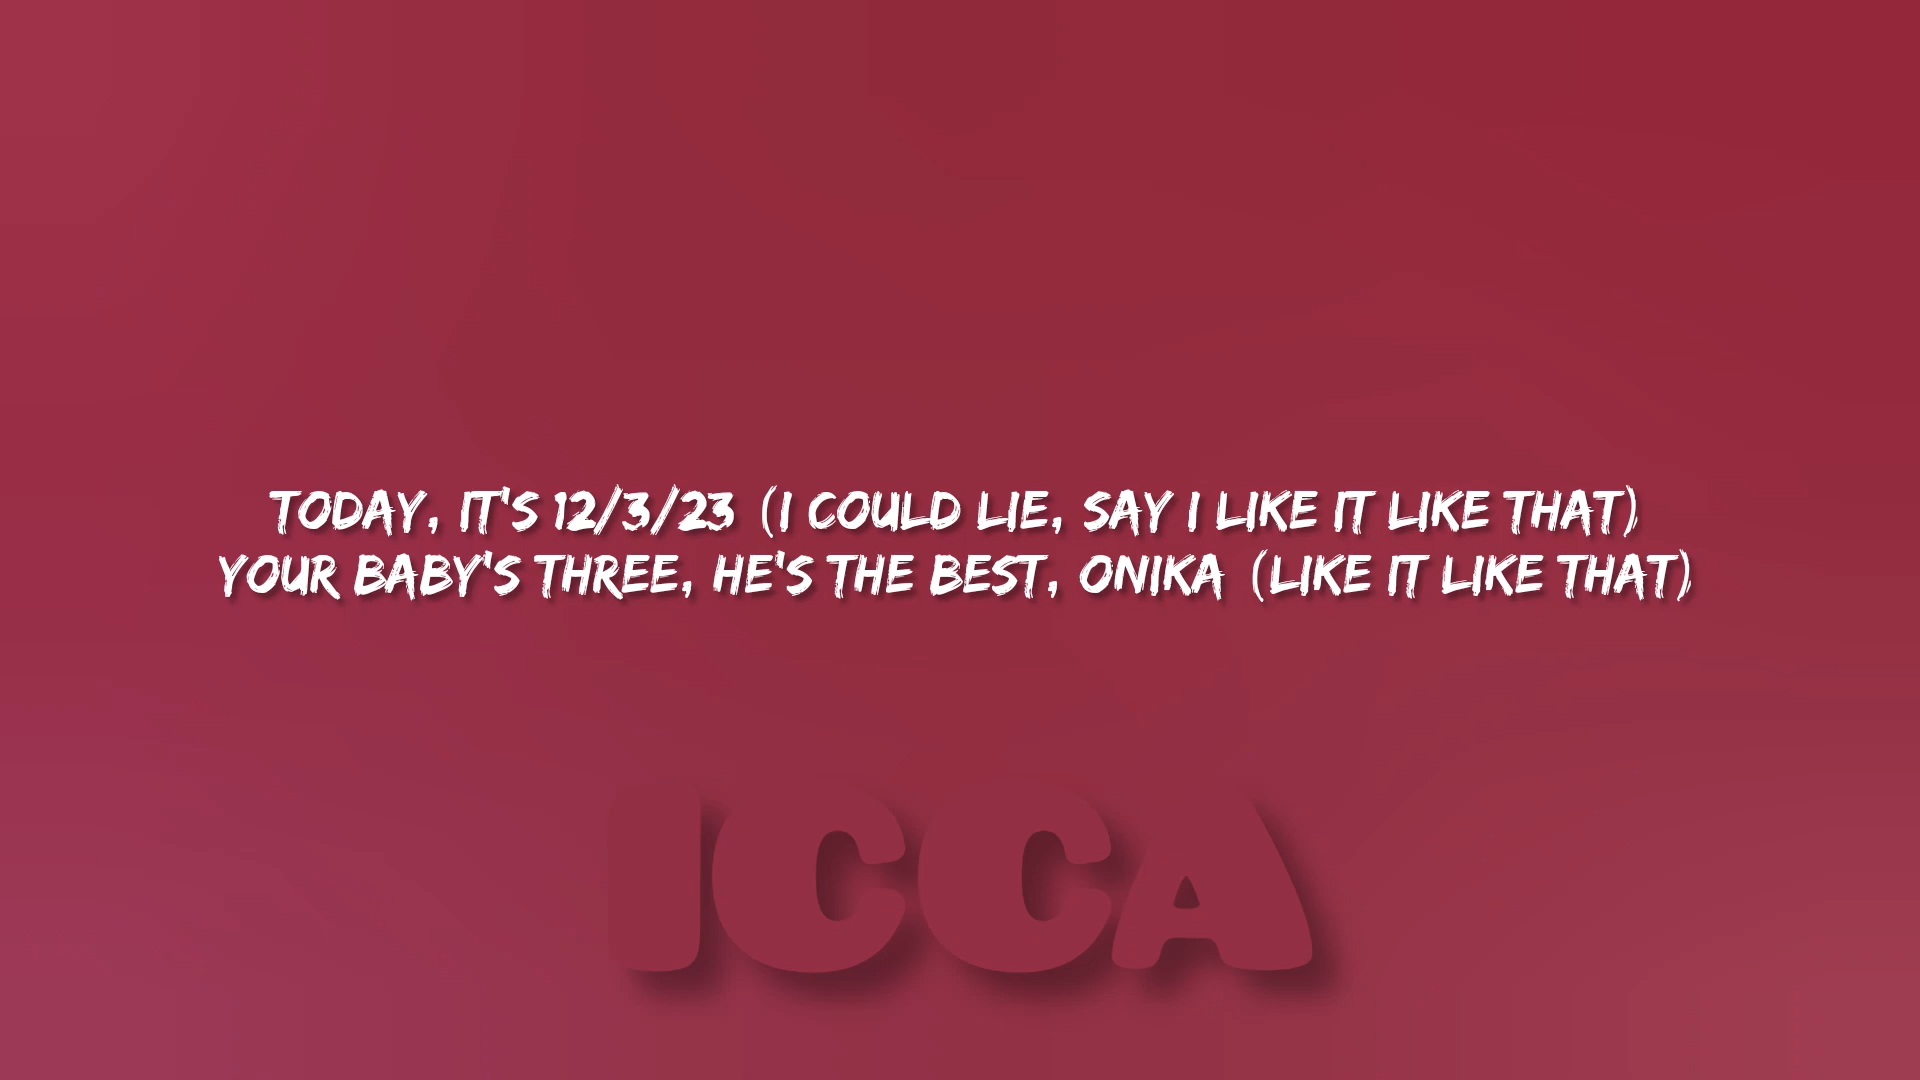 TODAY, IT'S 12/3/23 (I COULD LIE, SAY I LIKE IT LIKE THAT)
YOUR BABY'S THREE, HE'S THE BEST, ONIKA (LIKE IT LIKE THAT)
ICCA